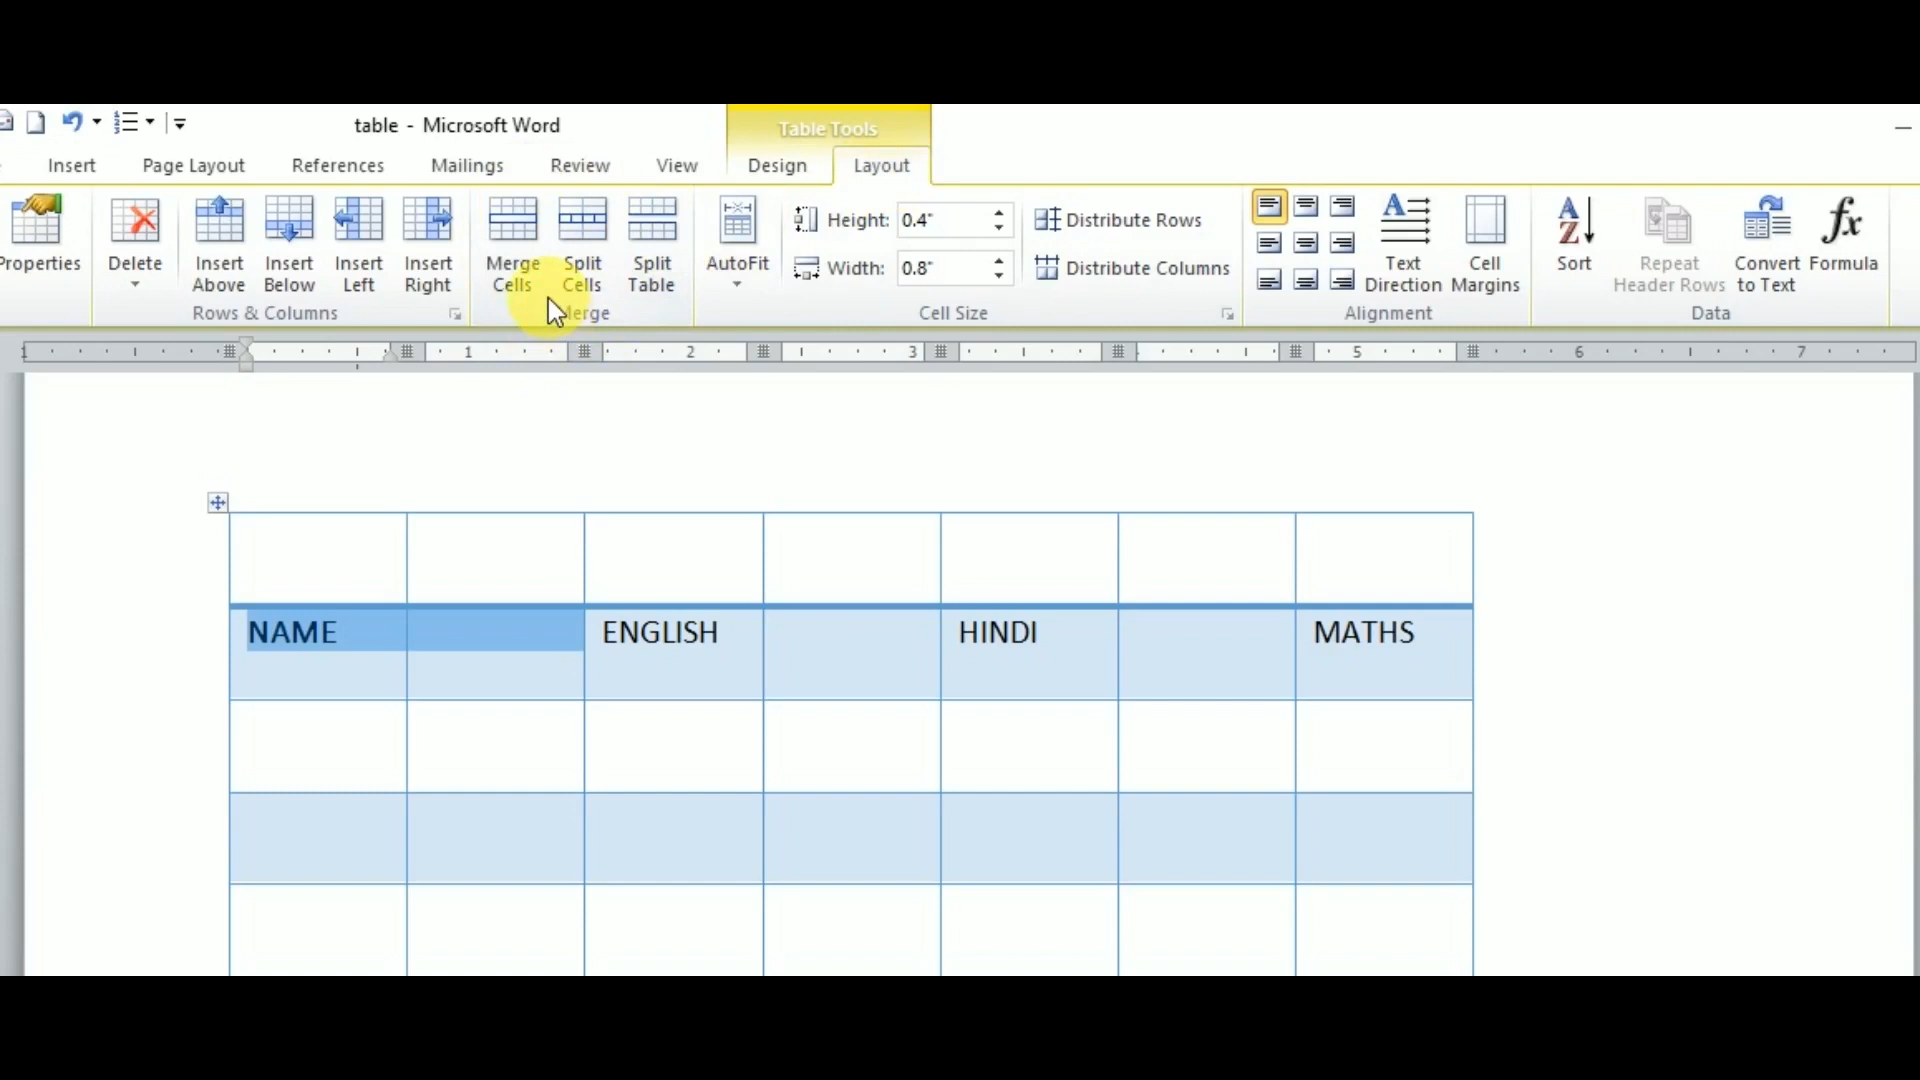 table - Microsoft Word
Table Tools
Insert Page Layout References Mailings Review View Design Layout
Properties
Delete
Insert Above
Insert Below
Insert Left
Insert Right
Rows & Columns
Merge Cells
Split Cells
Split Table
Merge
AutoFit
Height: 0.4"
Width: 0.8"
Distribute Rows
Distribute Columns
Cell Size
Text Direction
Cell Margins
Alignment
A
Z
Sort
Repeat Header Rows
Convert to Text
fx
Formula
Data
1 1 2 3 5 6 7
NAME ENGLISH HINDI MATHS